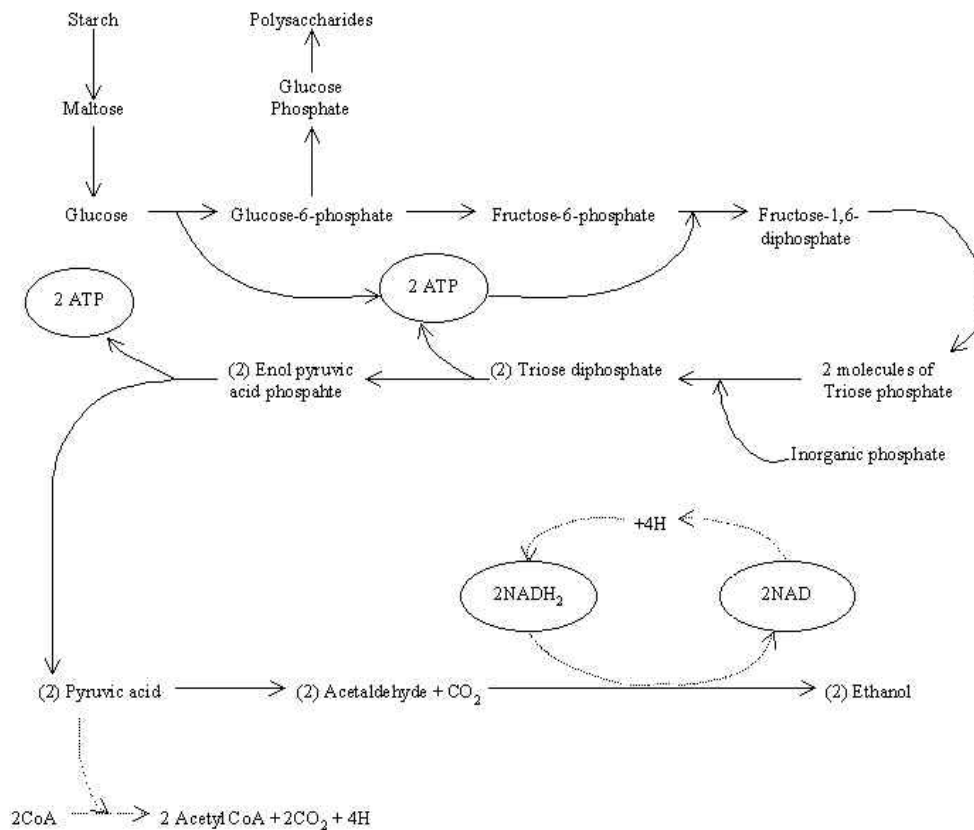 Starch
Polysaccharides
Glucose
Phosphate
Maltose
Glucose
Glucose-6-phosphate
Fructose-6-phosphate
Fructose-1,6-
diphosphate
2 ATP
2 ATP
(2) Enol pyruvic
acid phospahte
(2) Triose diphosphate
2 molecules of
Triose phosphate
Inorganic phosphate
+4H
2NADH₂
2NAD
(2) Pyruvic acid
(2) Acetaldehyde + CO₂
(2) Ethanol
2CoA
2 Acetyl CoA + 2CO₂ + 4H